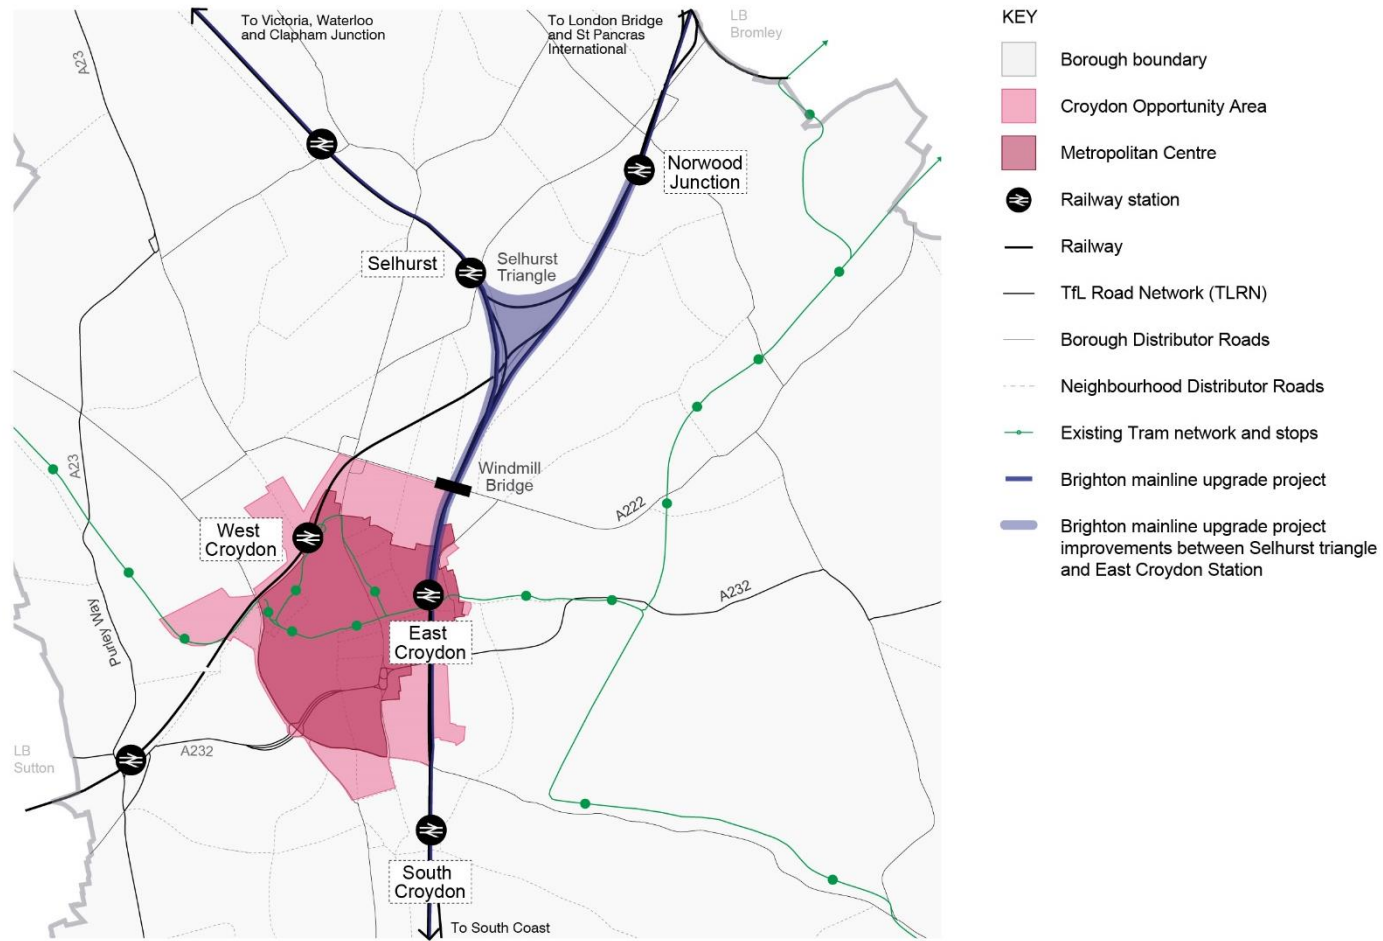 To Victoria, Waterloo
and Clapham Junction
To London Bridge
and St Pancras
International
LB
Bromley
A23
Norwood
Junction
Selhurst
Selhurst
Triangle
A23
Windmill
Bridge
A222
West
Croydon
A232
Purley Way
East
Croydon
A232
LB
Sutton
South
Croydon
To South Coast
KEY
Borough boundary
Croydon Opportunity Area
Metropolitan Centre
Railway station
Railway
TfL Road Network (TLRN)
Borough Distributor Roads
Neighbourhood Distributor Roads
Existing Tram network and stops
Brighton mainline upgrade project
Brighton mainline upgrade project
improvements between Selhurst triangle
and East Croydon Station